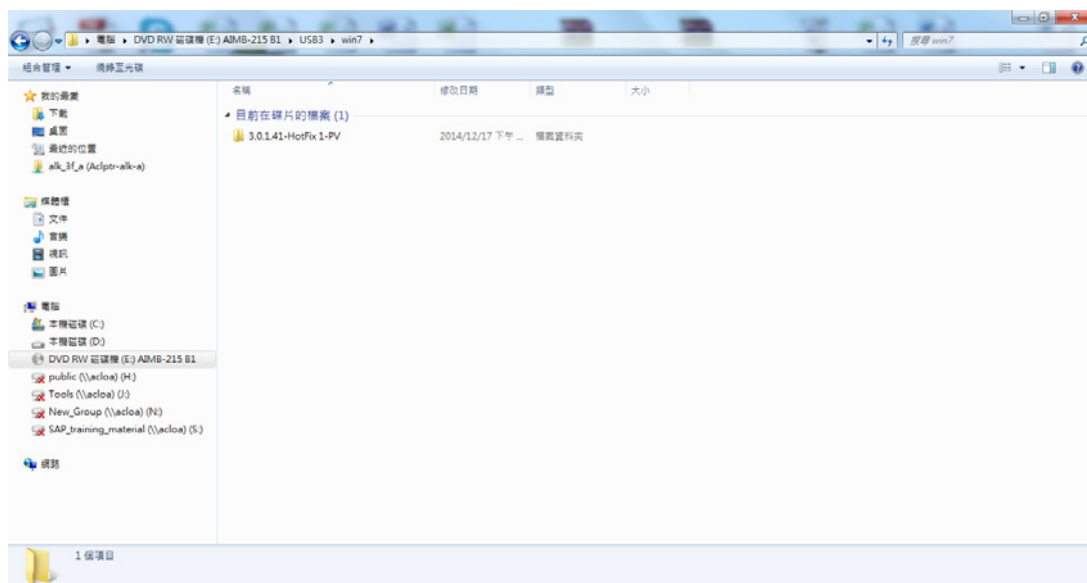 電腦 ▸ DVD RW 磁碟機 (E:) AIMB-215 B1 ▸ USB3 ▸ win7 ▸
搜尋 win7
組合管理 燒錄至光碟
名稱 修改日期 類型 大小
目前在碟片的檔案 (1)
3.0.1.41-HotFix 1-PV 2014/12/17 下午 ... 檔案資料夾
我的最愛
下載
桌面
最近的位置
alk_3f_a (Aclptr-alk-a)
媒體櫃
文件
音樂
視訊
圖片
電腦
本機磁碟 (C:)
本機磁碟 (D:)
DVD RW 磁碟機 (E:) AIMB-215 B1
public (\\acloa) (H:)
Tools (\\acloa) (J:)
New_Group (\\acloa) (N:)
SAP_training_material (\\acloa) (S:)
網路
1 個項目